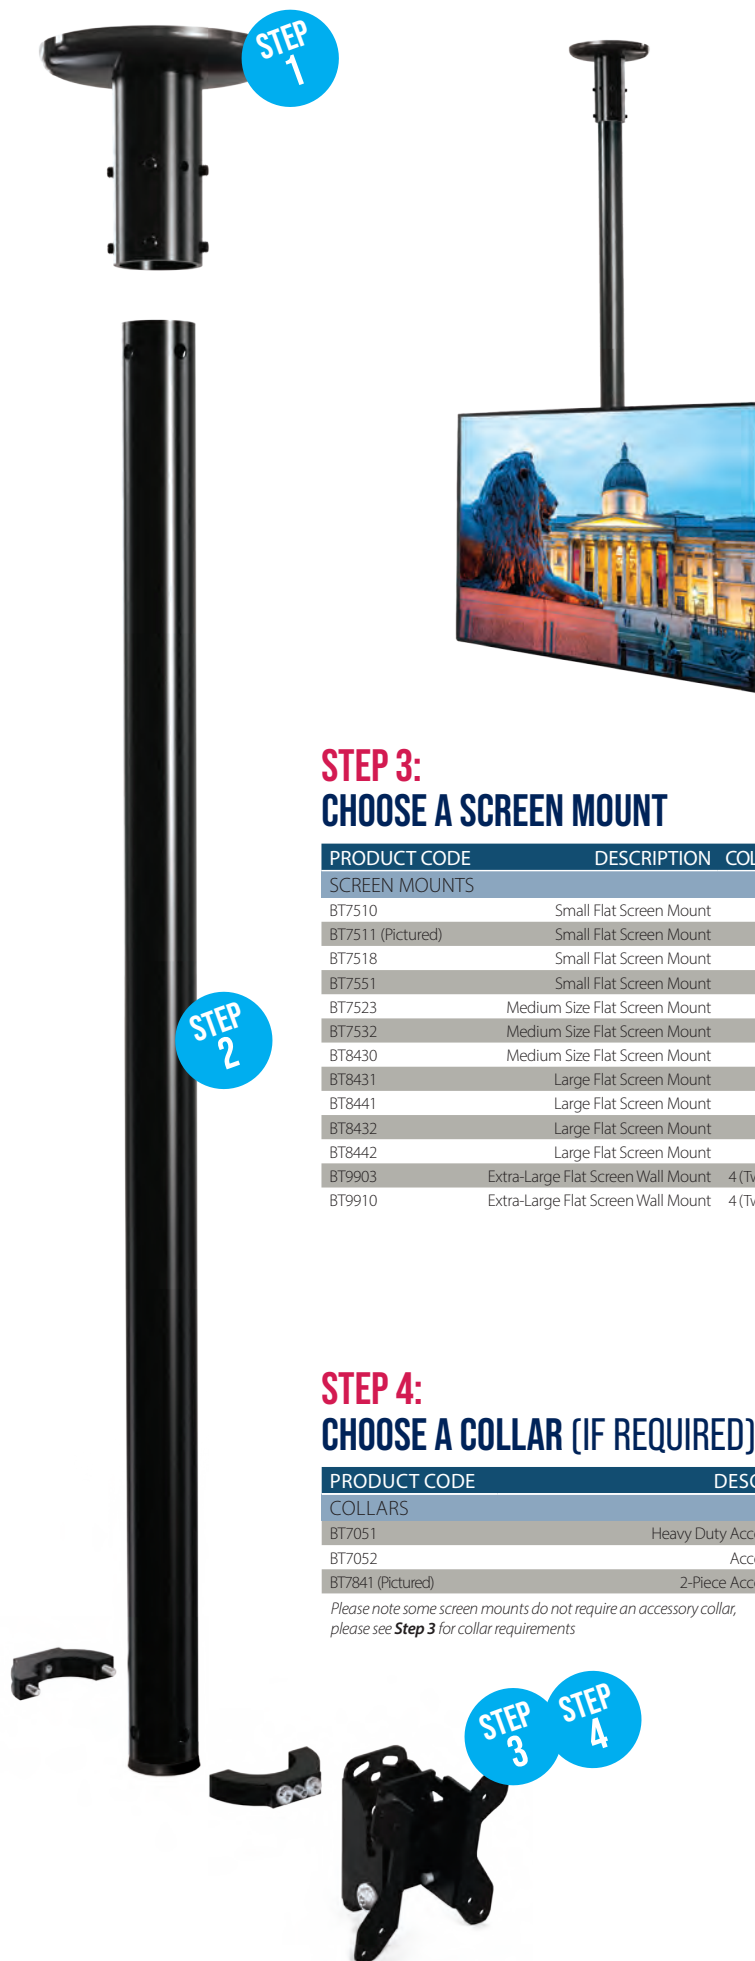 STEP
1
STEP 3:
CHOOSE A SCREEN MOUNT
PRODUCT CODE DESCRIPTION
SCREEN MOUNTS
BT7510 Small Flat Screen Mount
BT7511 (Pictured) Small Flat Screen Mount
BT7518 Small Flat Screen Mount
BT7551 Small Flat Screen Mount
BT7523 Medium Size Flat Screen Mount
BT7532 Medium Size Flat Screen Mount
BT8430 Medium Size Flat Screen Mount
BT8431 Large Flat Screen Mount
BT8441 Large Flat Screen Mount
BT8432 Large Flat Screen Mount
BT8442 Large Flat Screen Mount
BT9903 Extra-Large Flat Screen Wall Mount 4
BT9910 Extra-Large Flat Screen Wall Mount 4
STEP
2
STEP 4:
CHOOSE A COLLAR (IF REQUIRED)
PRODUCT CODE
COLLARS
BT7051 Heavy Duty
BT7052
BT7841 (Pictured) 2-Piece
Please note some screen mounts do not require an accessory collar,
please see Step 3 for collar requirements
STEP
3
STEP
4